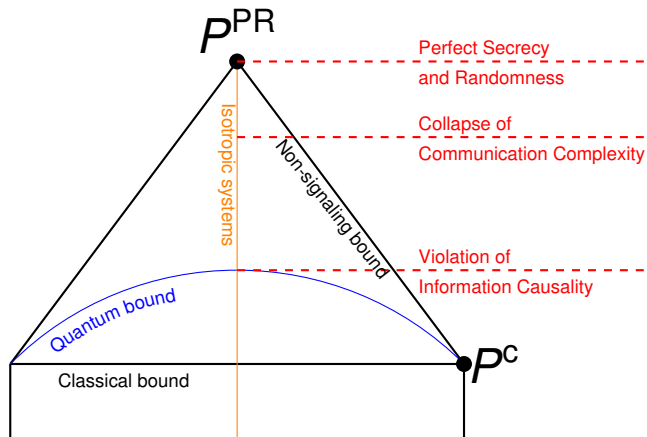 P^PR
Perfect Secrecy
and Randomness
Isotropic systems
Collapse of
Communication Complexity
Non-signaling bound
Violation of
Information Causality
Quantum bound
P^c
Classical bound